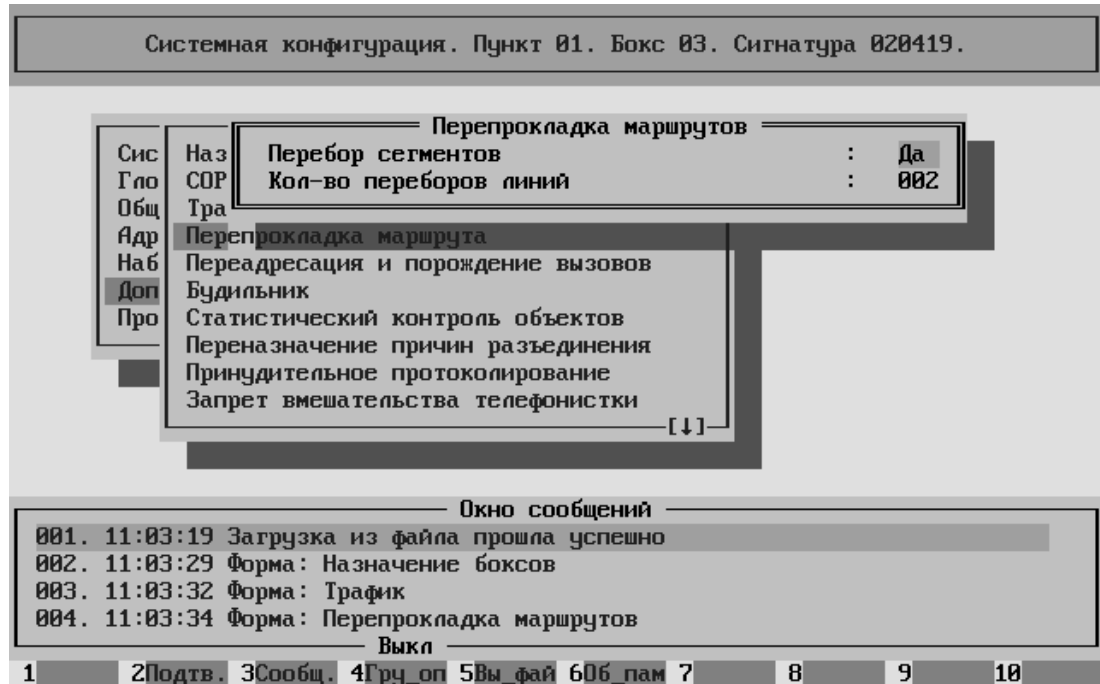 Системная конфигурация. Пункт 01. Бокс 03. Сигнатура 020419.
Перепрокладка маршрутов
Перебор сегментов : Да
Кол-во переборов линий : 002
Сис
Гло
Общ
Адр
Наб
Доп
Про
Наз
СОР
Тра
Перепрокладка маршрута
Переадресация и порождение вызовов
Будильник
Статистический контроль объектов
Переназначение причин разъединения
Принудительное протоколирование
Запрет вмешательства телефонистки
[↓]
Окно сообщений
001. 11:03:19 Загрузка из файла прошла успешно
002. 11:03:29 Форма: Назначение боксов
003. 11:03:32 Форма: Трафик
004. 11:03:34 Форма: Перепрокладка маршрутов
Выкл
1 2Подтв. 3Сообщ. 4Гру_оп 5Вы_фай 6Об_пам 7 8 9 10